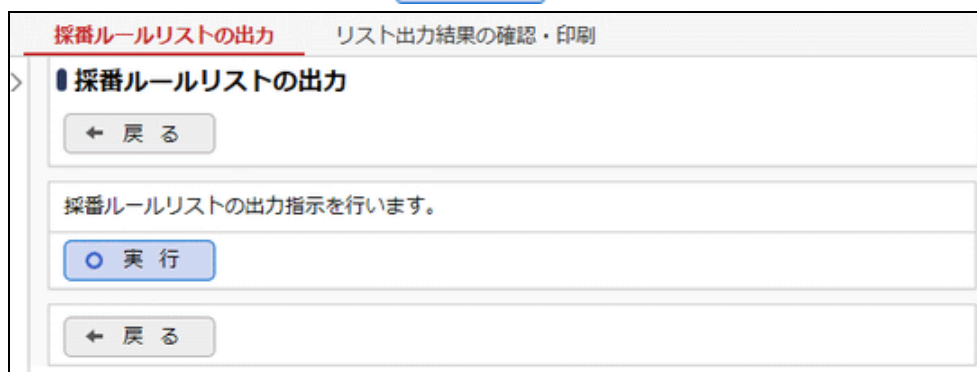 採番ルールリストの出力 リスト出力結果の確認・印刷
採番ルールリストの出力
戻 る
採番ルールリストの出力指示を行います。
実 行
戻 る